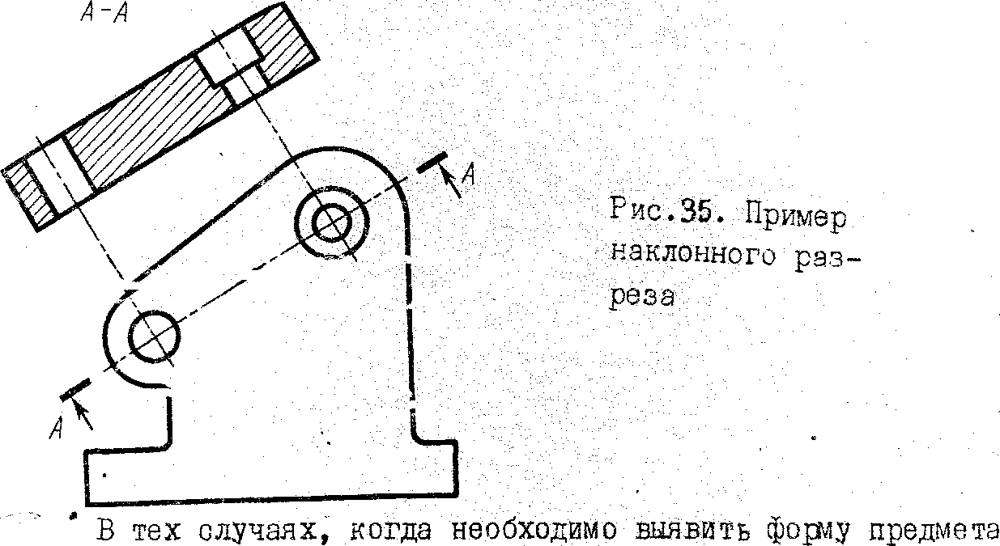 А-А
А
А
Рис.35. Пример
наклонного раз-
реза
В тех случаях, когда необходимо выявить форму предмета